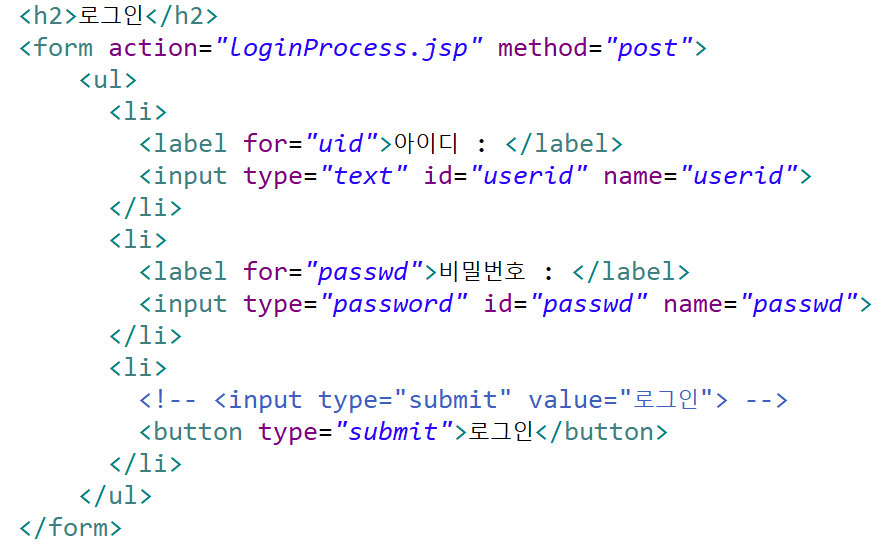 <h2>로그인</h2>
<form action="loginProcess.jsp" method="post">
    <ul>
      <li>
        <label for="uid">아이디 : </label>
        <input type="text" id="userid" name="userid">
      </li>
      <li>
        <label for="passwd">비밀번호 : </label>
        <input type="password" id="passwd" name="passwd">
      </li>
      <li>
        <!-- <input type="submit" value="로그인"> -->
        <button type="submit">로그인</button>
      </li>
    </ul>
</form>